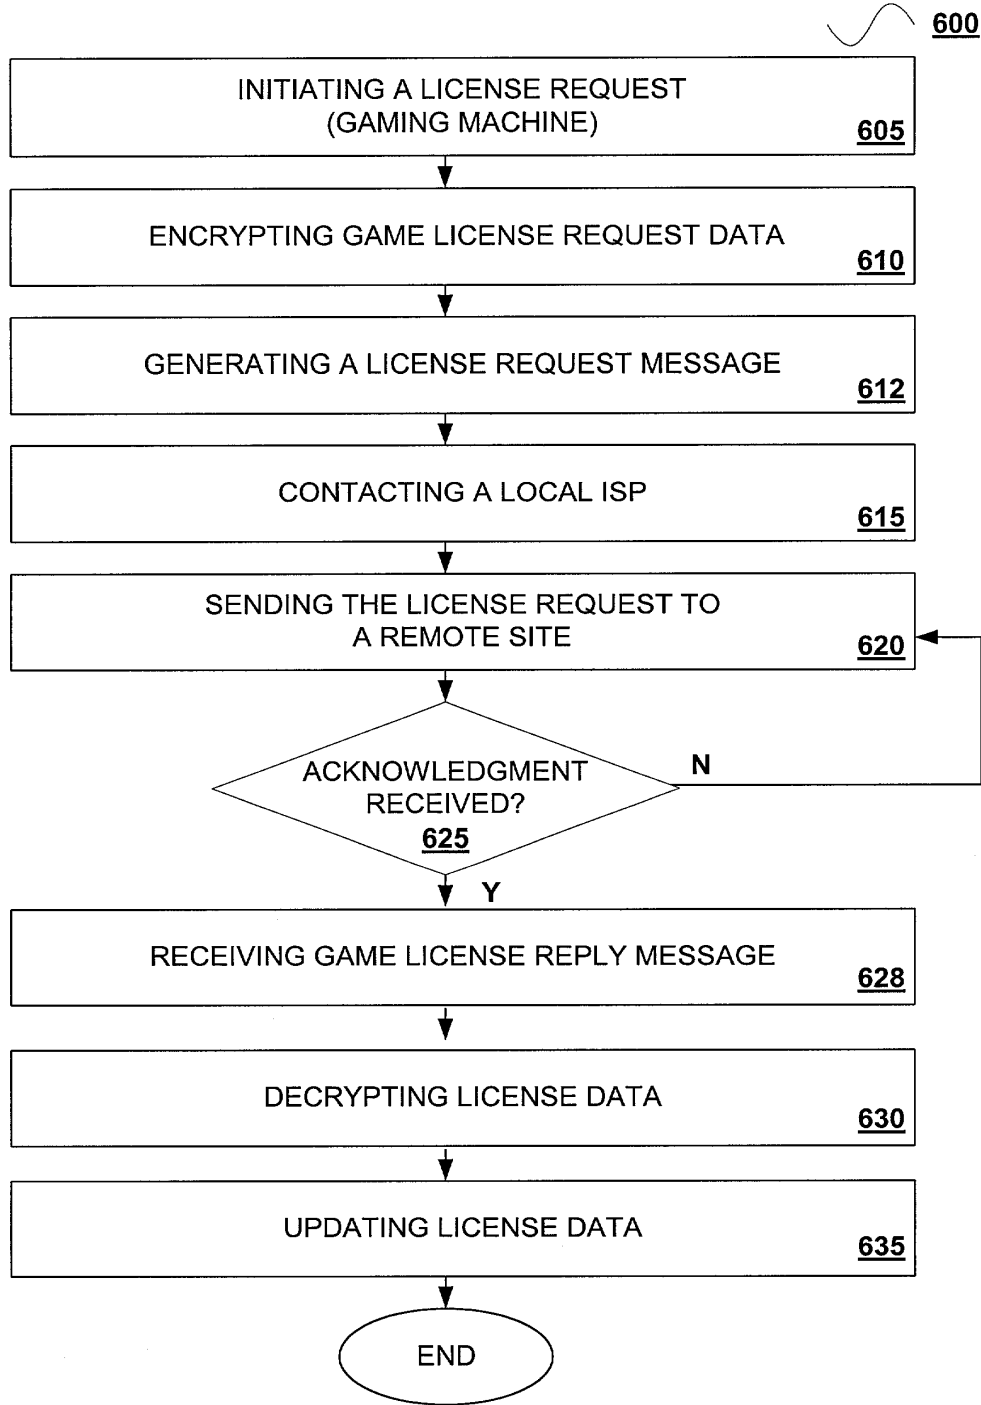 600
INITIATING A LICENSE REQUEST
(GAMING MACHINE)
605
ENCRYPTING GAME LICENSE REQUEST DATA
610
GENERATING A LICENSE REQUEST MESSAGE
612
CONTACTING A LOCAL ISP
615
SENDING THE LICENSE REQUEST TO
A REMOTE SITE
620
ACKNOWLEDGMENT
RECEIVED?
625
N
Y
RECEIVING GAME LICENSE REPLY MESSAGE
628
DECRYPTING LICENSE DATA
630
UPDATING LICENSE DATA
635
END